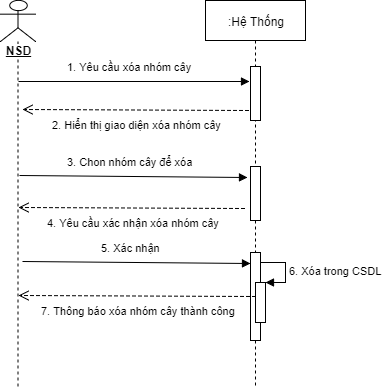 :Hệ Thống
NSD
1. Yêu cầu xóa nhóm cây
2. Hiển thị giao diện xóa nhóm cây
3. Chon nhóm cây để xóa
4. Yêu cầu xác nhận xóa nhóm cây
5. Xác nhận
6. Xóa trong CSDL
7. Thông báo xóa nhóm cây thành công